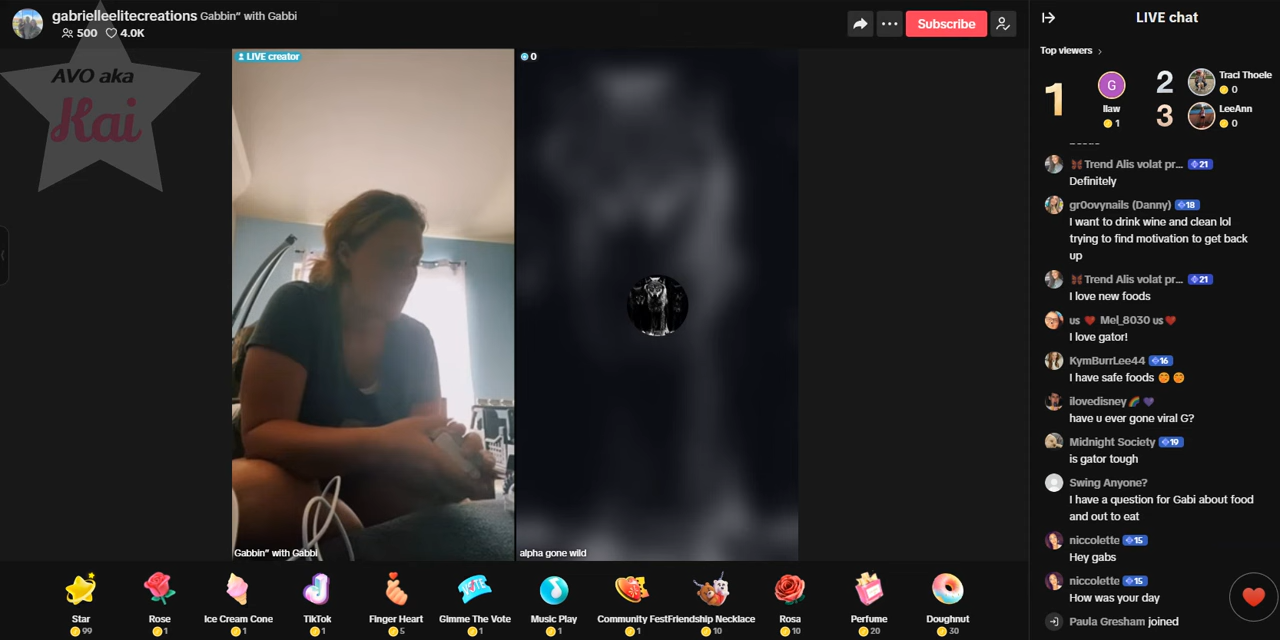 gabrielleelitecreations Gabbin” with Gabbi
500 4.0K
Subscribe
AVO aka
Kai
LIVE creator
0
Gabbin” with Gabbi
alpha gone wild
Star
99
Rose
1
Ice Cream Cone
1
TikTok
1
Finger Heart
5
VOTE
Gimme The Vote
1
Music Play
1
Community Fest
1
Friendship Necklace
10
Rosa
10
Perfume
20
Doughnut
30
LIVE chat
Top viewers
1
G
llaw
1
2
Traci Thoele
0
3
LeeAnn
0
Trend Alis volat pr... 21
Definitely
gr0ovynails (Danny) 18
I want to drink wine and clean lol
trying to find motivation to get back
up
Trend Alis volat pr... 21
I love new foods
us ❤️ Mel_8030 us❤️
I love gator!
KymBurrLee44 16
I have safe foods 😊 😊
ilovedisney🌈 💜
have u ever gone viral G?
Midnight Society 19
is gator tough
Swing Anyone?
I have a question for Gabi about food
and out to eat
niccolette 15
Hey gabs
niccolette 15
How was your day
Paula Gresham joined